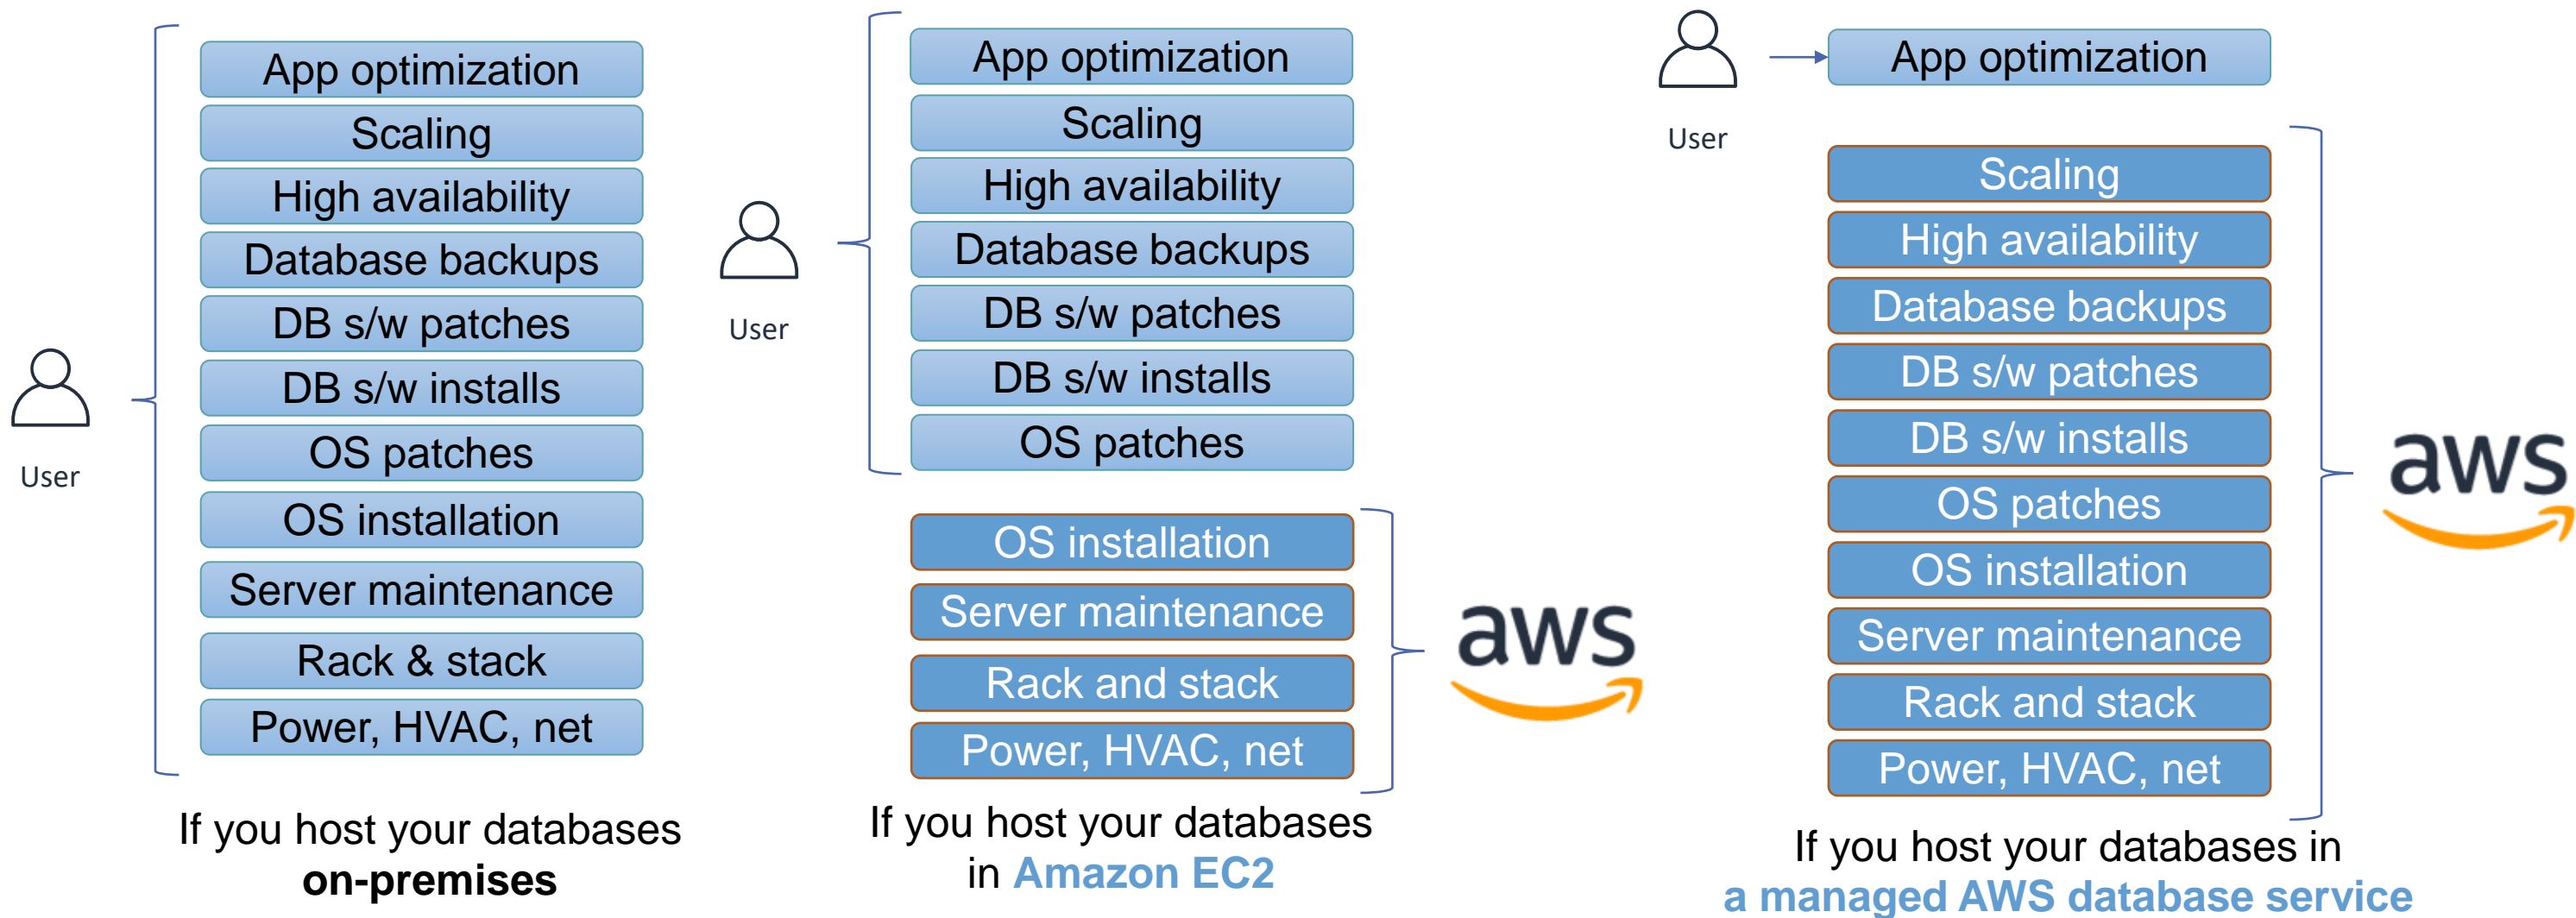 User
App optimization
Scaling
High availability
Database backups
DB s/w patches
DB s/w installs
OS patches
OS installation
Server maintenance
Rack & stack
Power, HVAC, net
If you host your databases
on-premises
User
App optimization
Scaling
High availability
Database backups
DB s/w patches
DB s/w installs
OS patches
OS installation
Server maintenance
Rack and stack
Power, HVAC, net
aws
If you host your databases
in Amazon EC2
User
App optimization
Scaling
High availability
Database backups
DB s/w patches
DB s/w installs
OS patches
OS installation
Server maintenance
Rack and stack
Power, HVAC, net
aws
If you host your databases in
a managed AWS database service